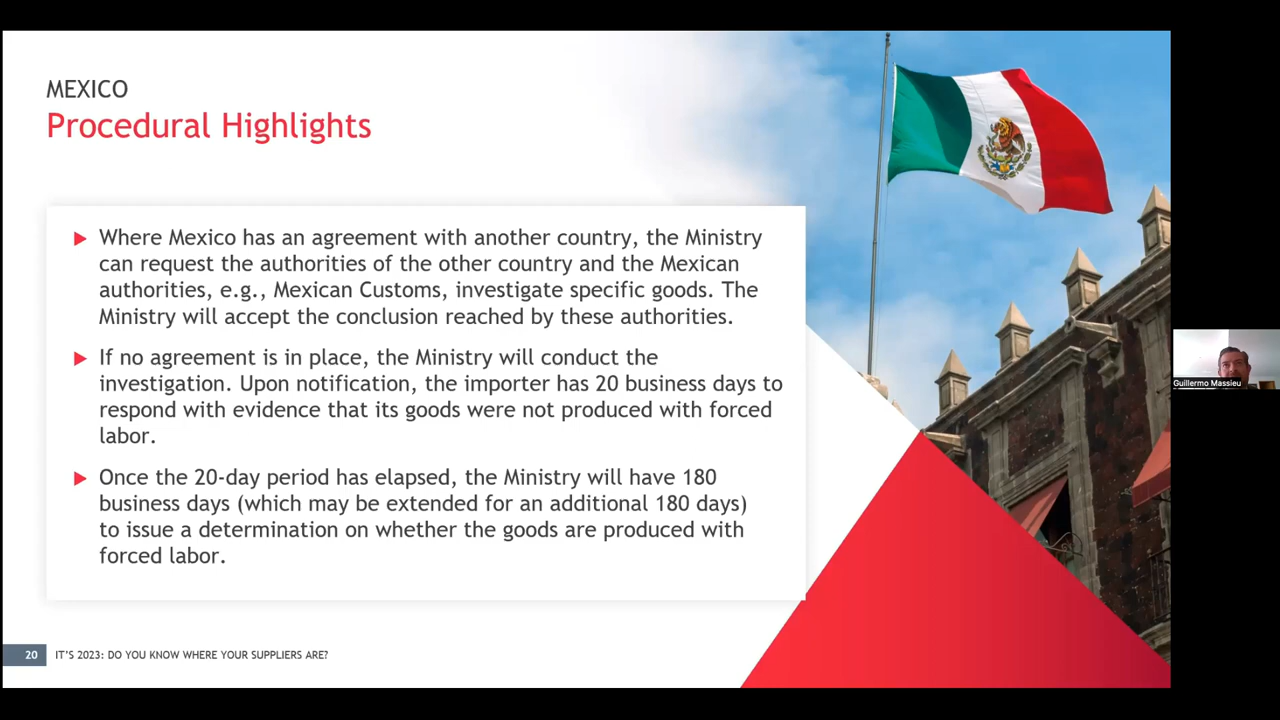 MEXICO
Procedural Highlights
Where Mexico has an agreement with another country, the Ministry
can request the authorities of the other country and the Mexican
authorities, e.g., Mexican Customs, investigate specific goods. The
Ministry will accept the conclusion reached by these authorities.
If no agreement is in place, the Ministry will conduct the
investigation. Upon notification, the importer has 20 business days to
respond with evidence that its goods were not produced with forced
labor.
Once the 20-day period has elapsed, the Ministry will have 180
business days (which may be extended for an additional 180 days)
to issue a determination on whether the goods are produced with
forced labor.
20 IT'S 2023: DO YOU KNOW WHERE YOUR SUPPLIERS ARE?
Guillermo Massieu